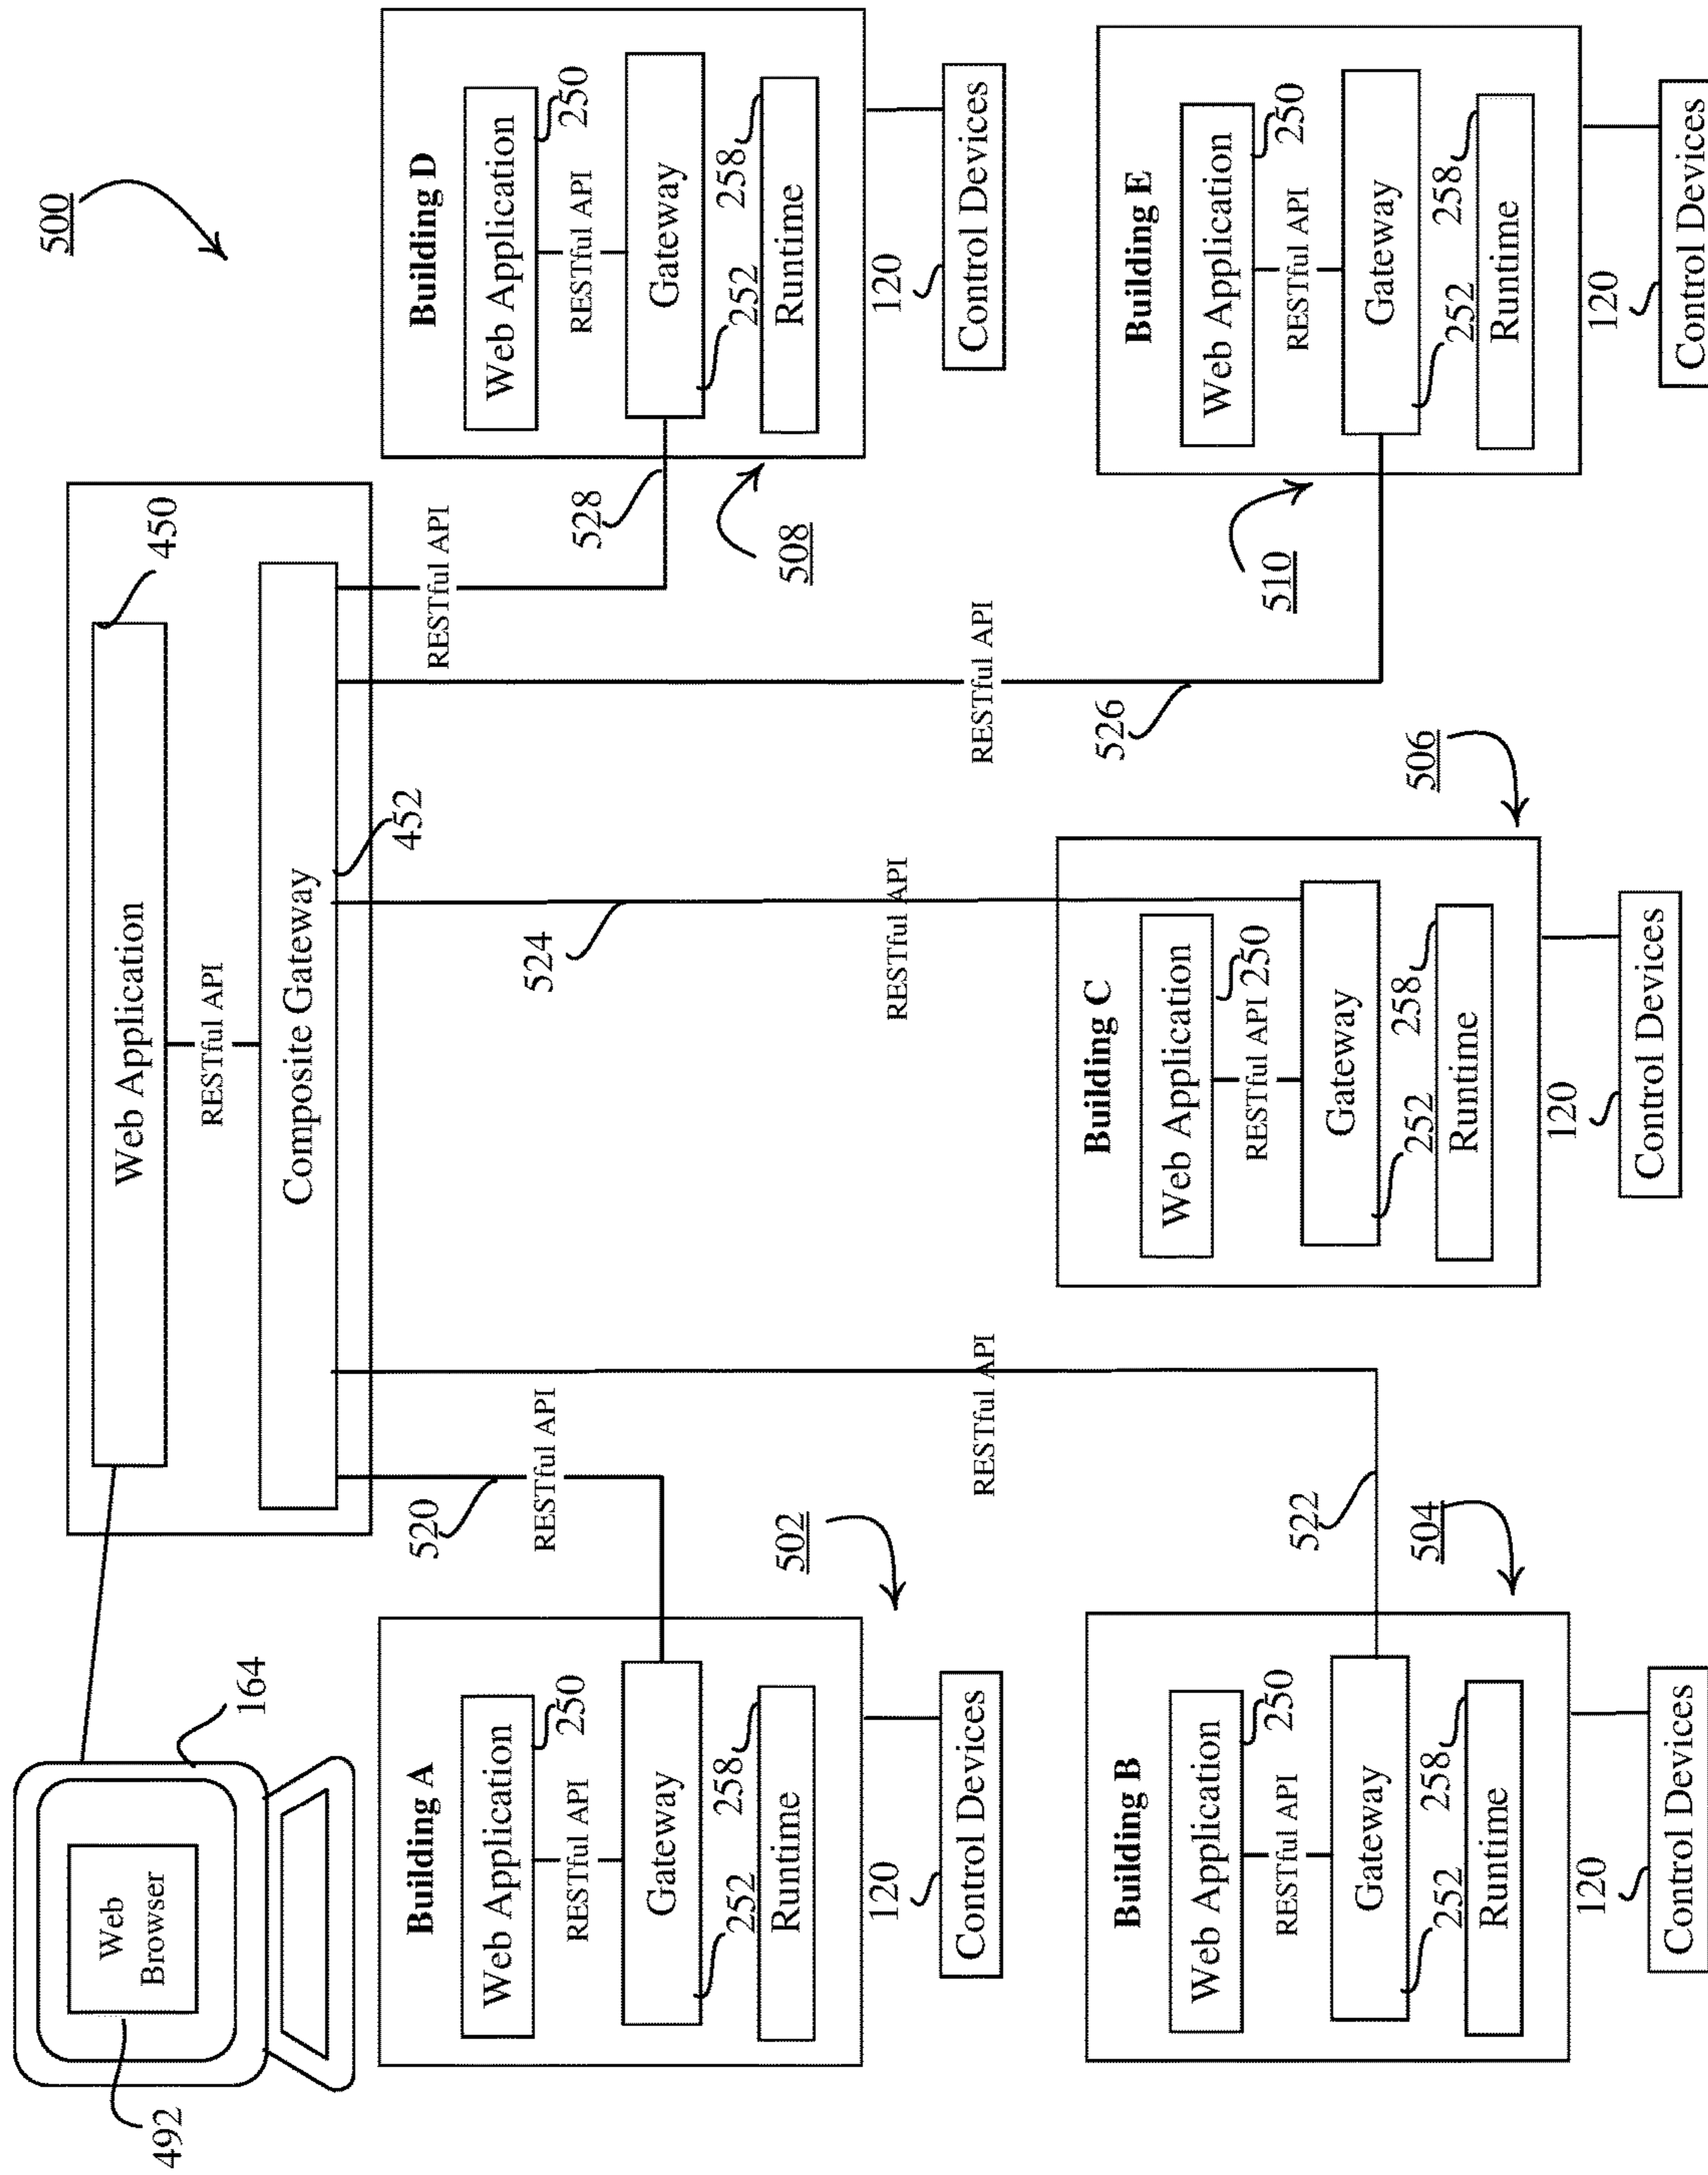 500
Web
Browser
492
164
Web Application
450
RESTful API
Composite Gateway
452
520
RESTful API
RESTful API
522
524
RESTful API
RESTful API
526
RESTful API
528
Building A
Web Application
250
RESTful API
Gateway
252
258
Runtime
120
Control Devices
502
Building D
Web Application
250
RESTful API
Gateway
252
258
Runtime
120
Control Devices
508
Building B
Web Application
250
RESTful API
Gateway
252
258
Runtime
120
Control Devices
504
Building C
Web Application
250
RESTful API
Gateway
252
258
Runtime
120
Control Devices
506
Building E
Web Application
250
RESTful API
Gateway
252
258
Runtime
120
Control Devices
510